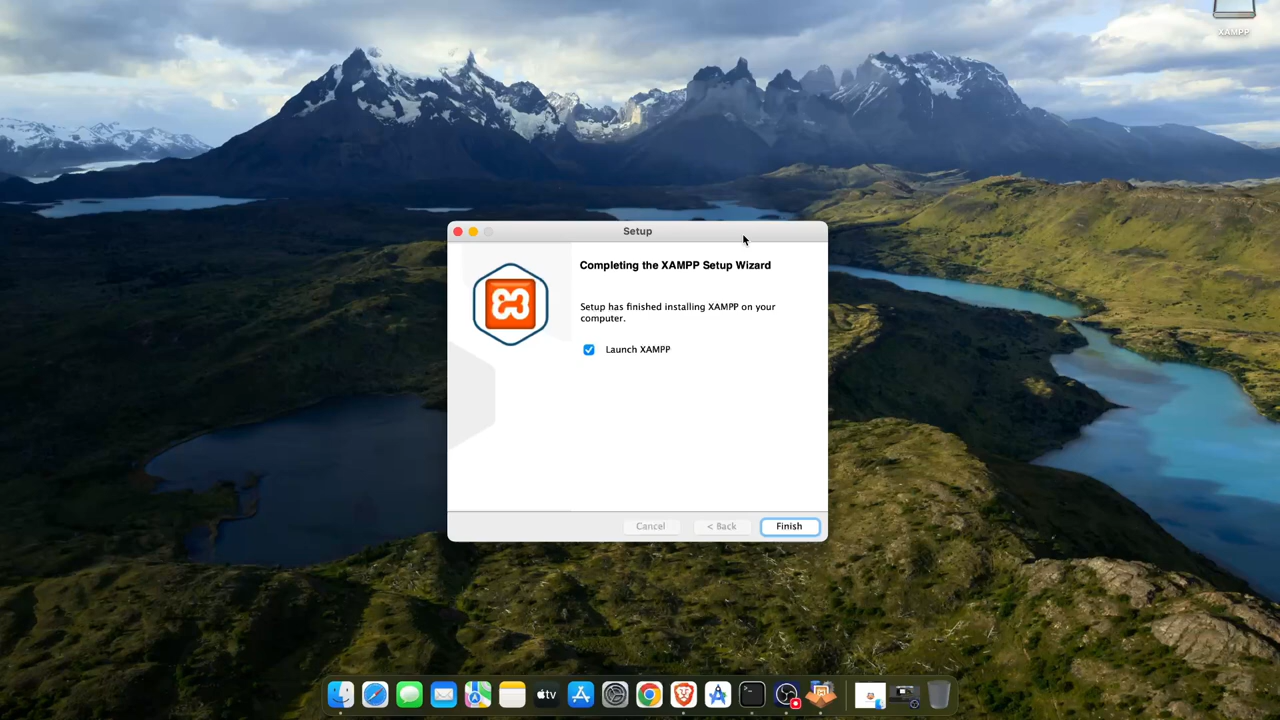 XAMPP
Setup
Completing the XAMPP Setup Wizard
Setup has finished installing XAMPP on your
computer.
Launch XAMPP
Cancel
< Back
Finish
tv